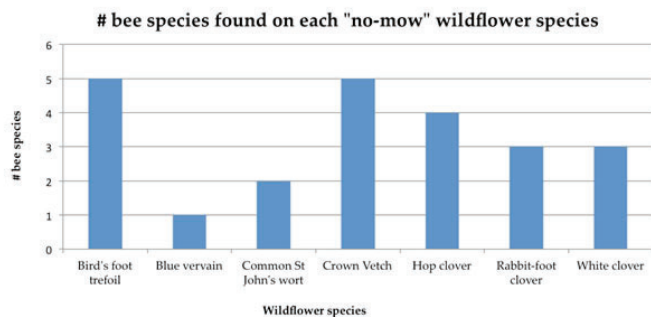 # bee species found on each "no-mow" wildflower species
6
5
4
3
2
1
0
# bee species
Bird's foot
trefoil
Blue vervain
Common St
John's wort
Crown Vetch
Hop clover
Rabbit-foot
clover
White clover
Wildflower species